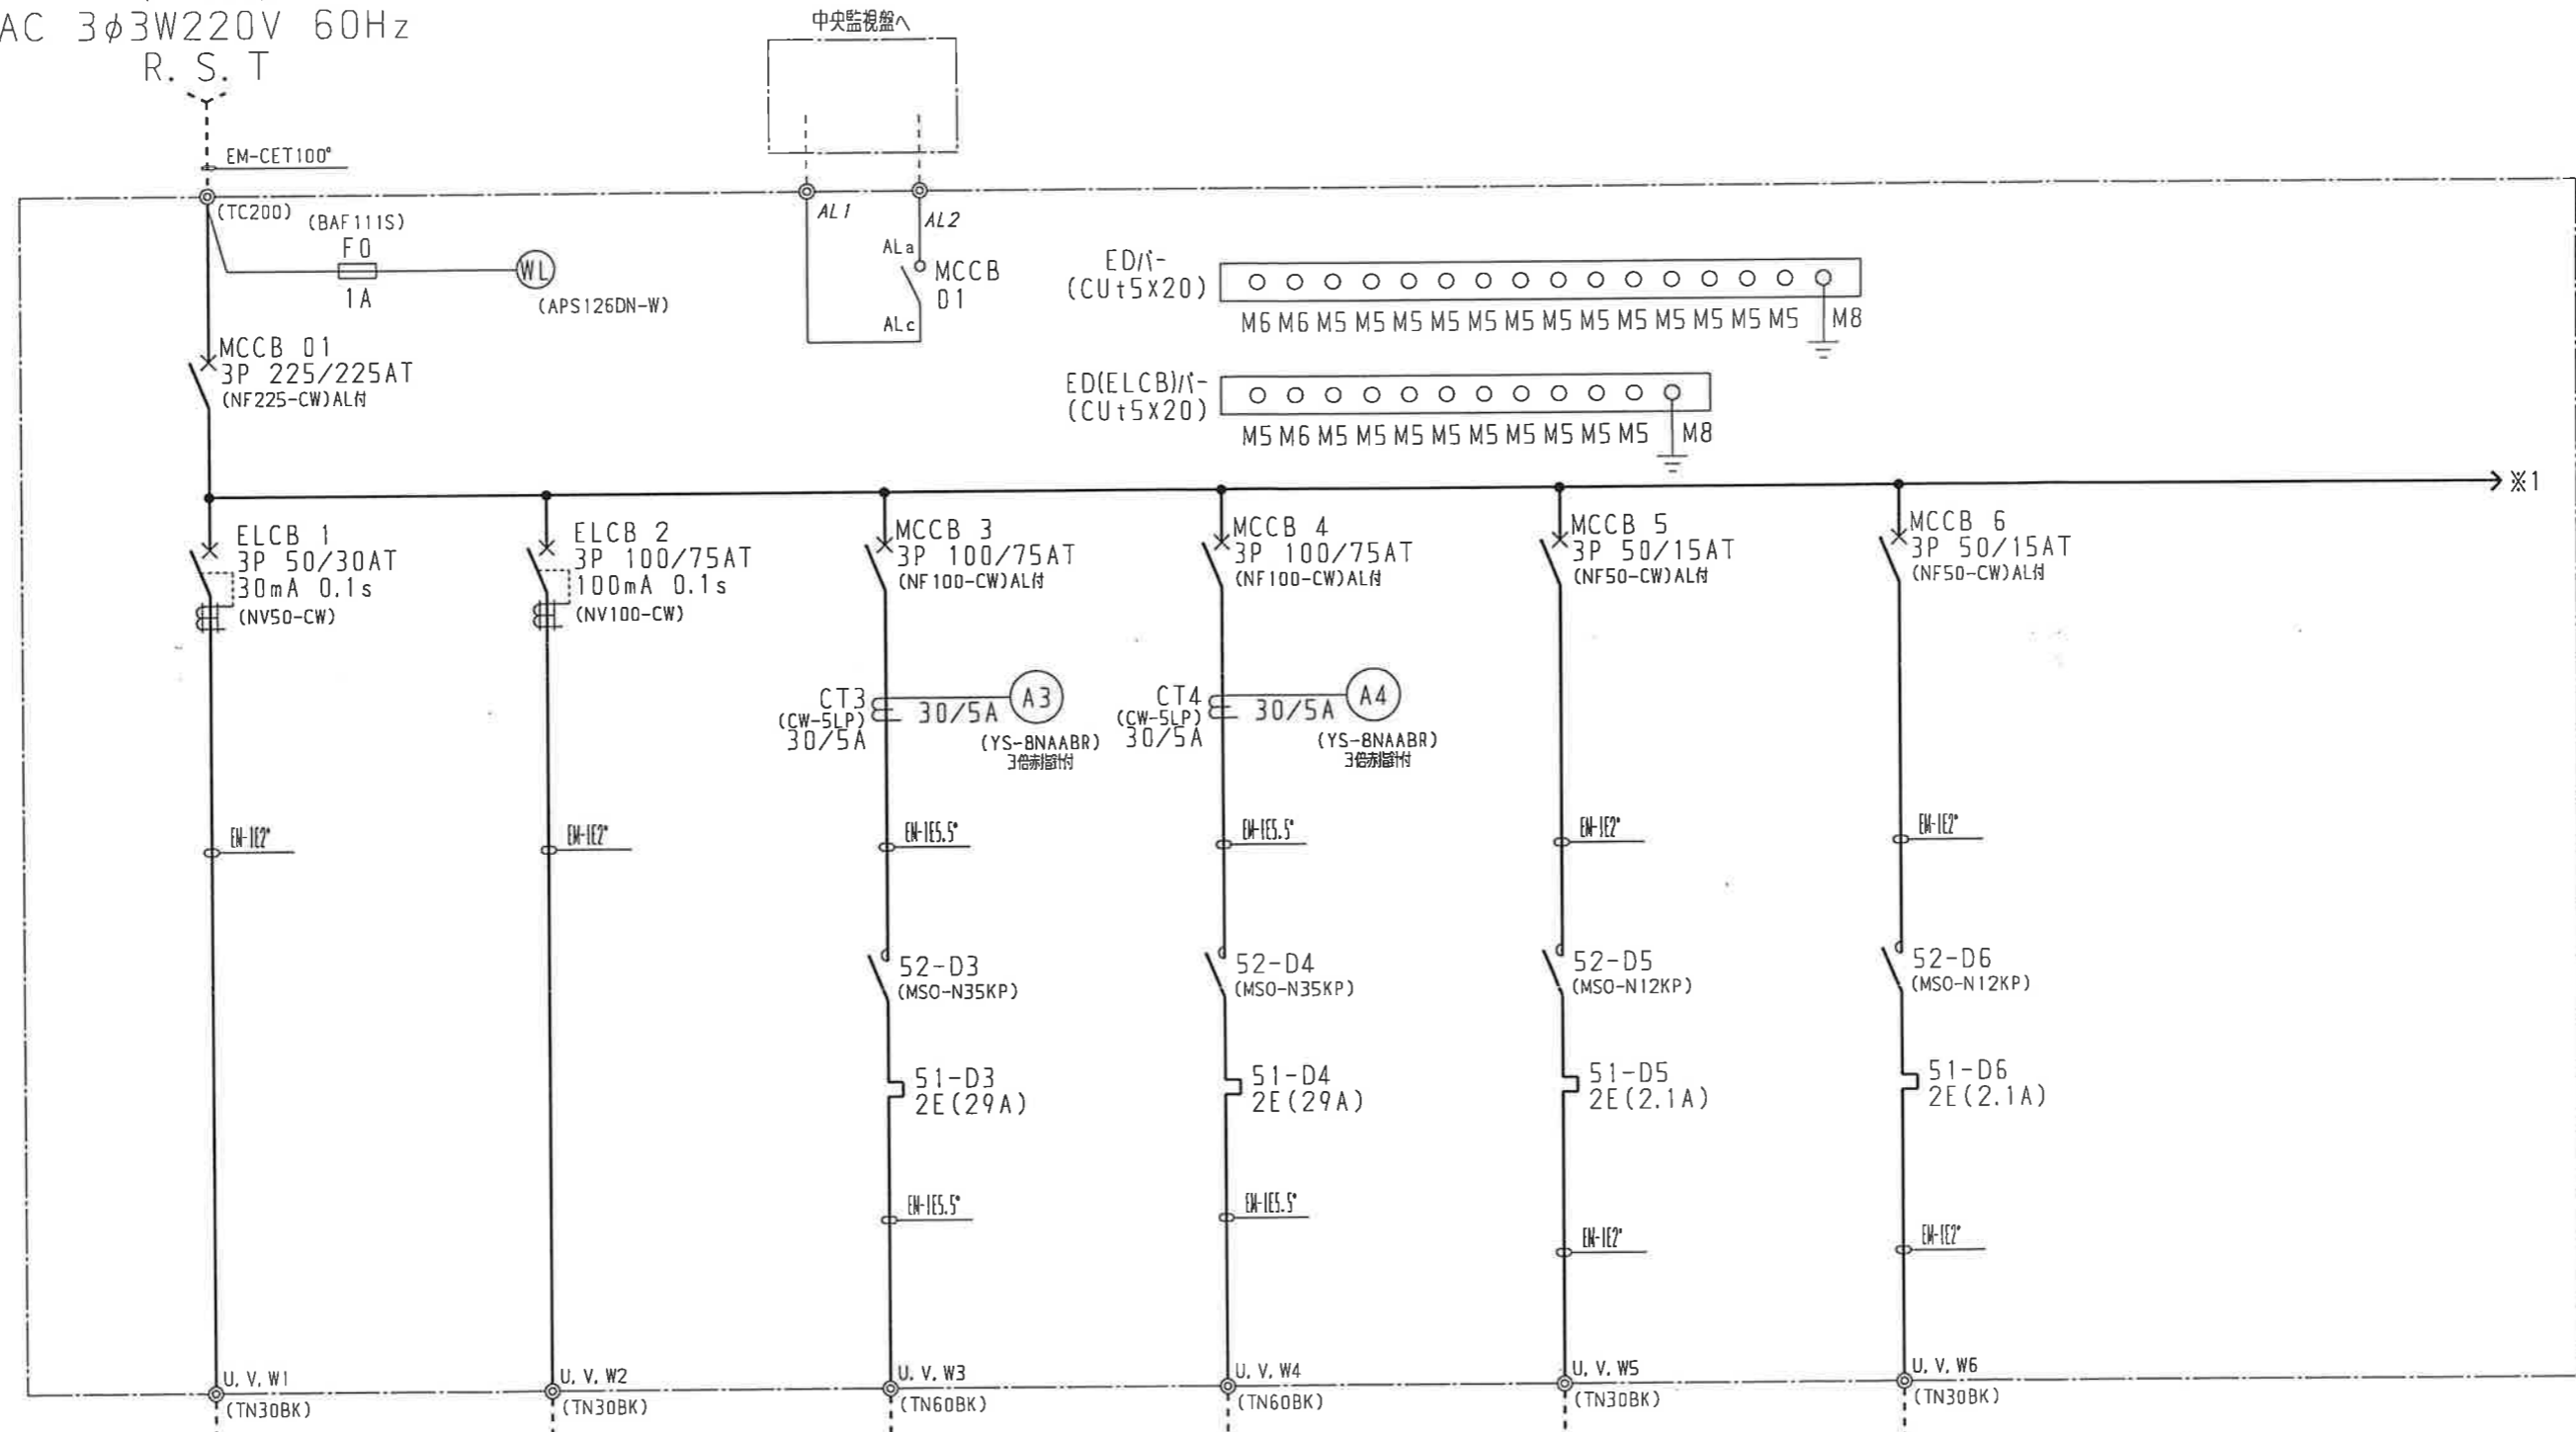 AC 3φ3W220V 60Hz
R. S. T
EM-CET100°
(TC200)
(BAF111S)
F0
1A
WL
(APS126DN-W)
中央監視盤へ
AL1
AL2
ALa
MCCB
01
ALc
EDバー
(CUt5X20)
M6 M6 M5 M5 M5 M5 M5 M5 M5 M5 M5 M5 M5 M5 M5 M8
ED(ELCB)バー
(CUt5X20)
M5 M6 M5 M5 M5 M5 M5 M5 M5 M5 M5 M8
MCCB 01
3P 225/225AT
(NF225-CW)AL付
※1
ELCB 1
3P 50/30AT
30mA 0.1s
(NV50-CW)
ELCB 2
3P 100/75AT
100mA 0.1s
(NV100-CW)
MCCB 3
3P 100/75AT
(NF100-CW)AL付
MCCB 4
3P 100/75AT
(NF100-CW)AL付
MCCB 5
3P 50/15AT
(NF50-CW)AL付
MCCB 6
3P 50/15AT
(NF50-CW)AL付
CT3
(CW-5LP)
30/5A
30/5A
A3
(YS-8NAABR)
3倍赤指針付
CT4
(CW-5LP)
30/5A
30/5A
A4
(YS-8NAABR)
3倍赤指針付
EM-IE2°
EM-IE2°
EM-IE5.5°
EM-IE5.5°
EM-IE2°
EM-IE2°
52-D3
(MSO-N35KP)
52-D4
(MSO-N35KP)
52-D5
(MSO-N12KP)
52-D6
(MSO-N12KP)
51-D3
2E(29A)
51-D4
2E(29A)
51-D5
2E(2.1A)
51-D6
2E(2.1A)
EM-IE5.5°
EM-IE5.5°
EM-IE2°
EM-IE2°
U, V, W1
(TN30BK)
U, V, W2
(TN30BK)
U, V, W3
(TN60BK)
U, V, W4
(TN60BK)
U, V, W5
(TN30BK)
U, V, W6
(TN30BK)